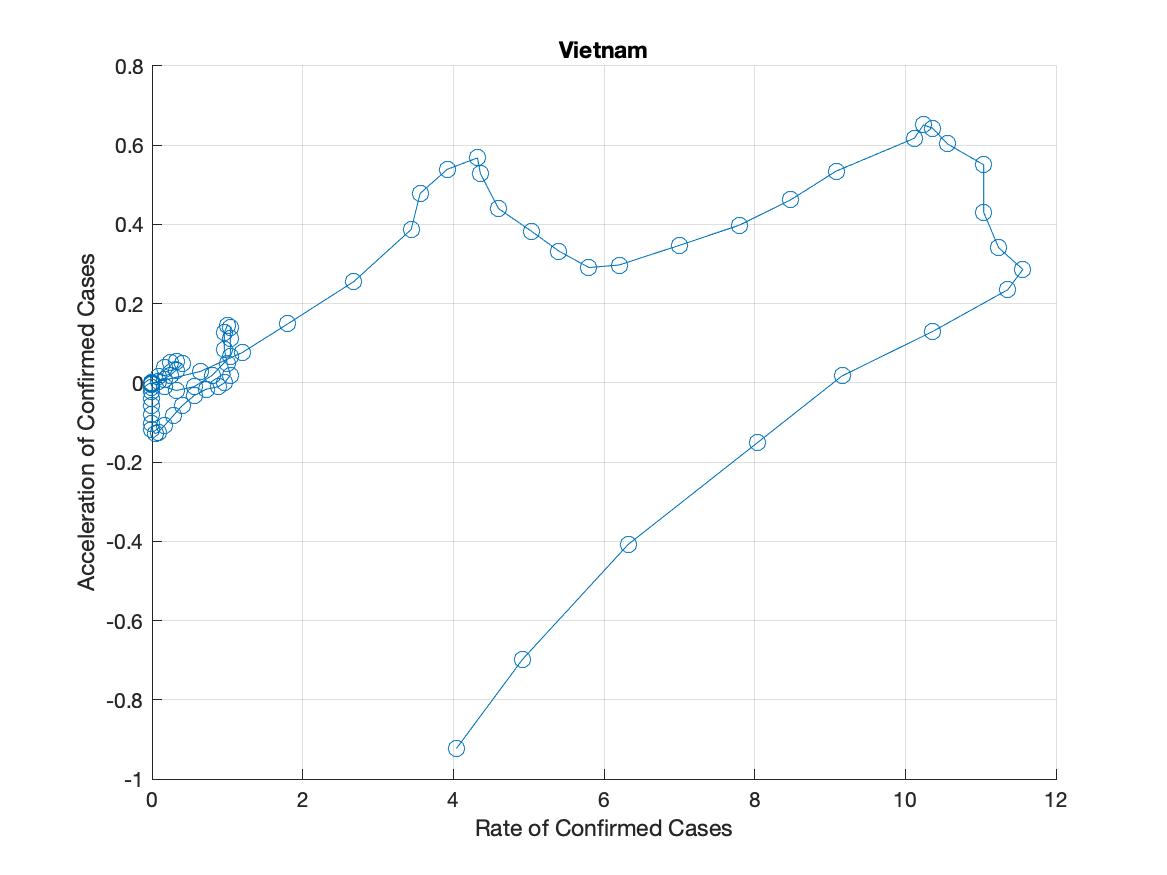 Vietnam
0.8
0.6
0.4
0.2
0
-0.2
-0.4
-0.6
-0.8
-1
Acceleration of Confirmed Cases
0 2 4 6 8 10 12
Rate of Confirmed Cases